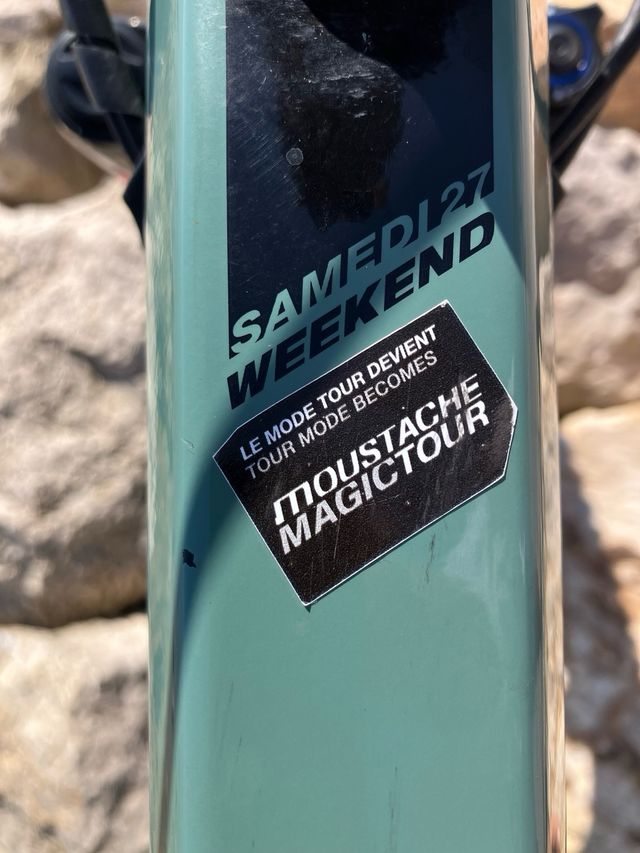 SAMEDI 27
WEEKEND
LE MODE TOUR DEVIENT
TOUR MODE BECOMES
MOUSTACHE
MAGICTOUR